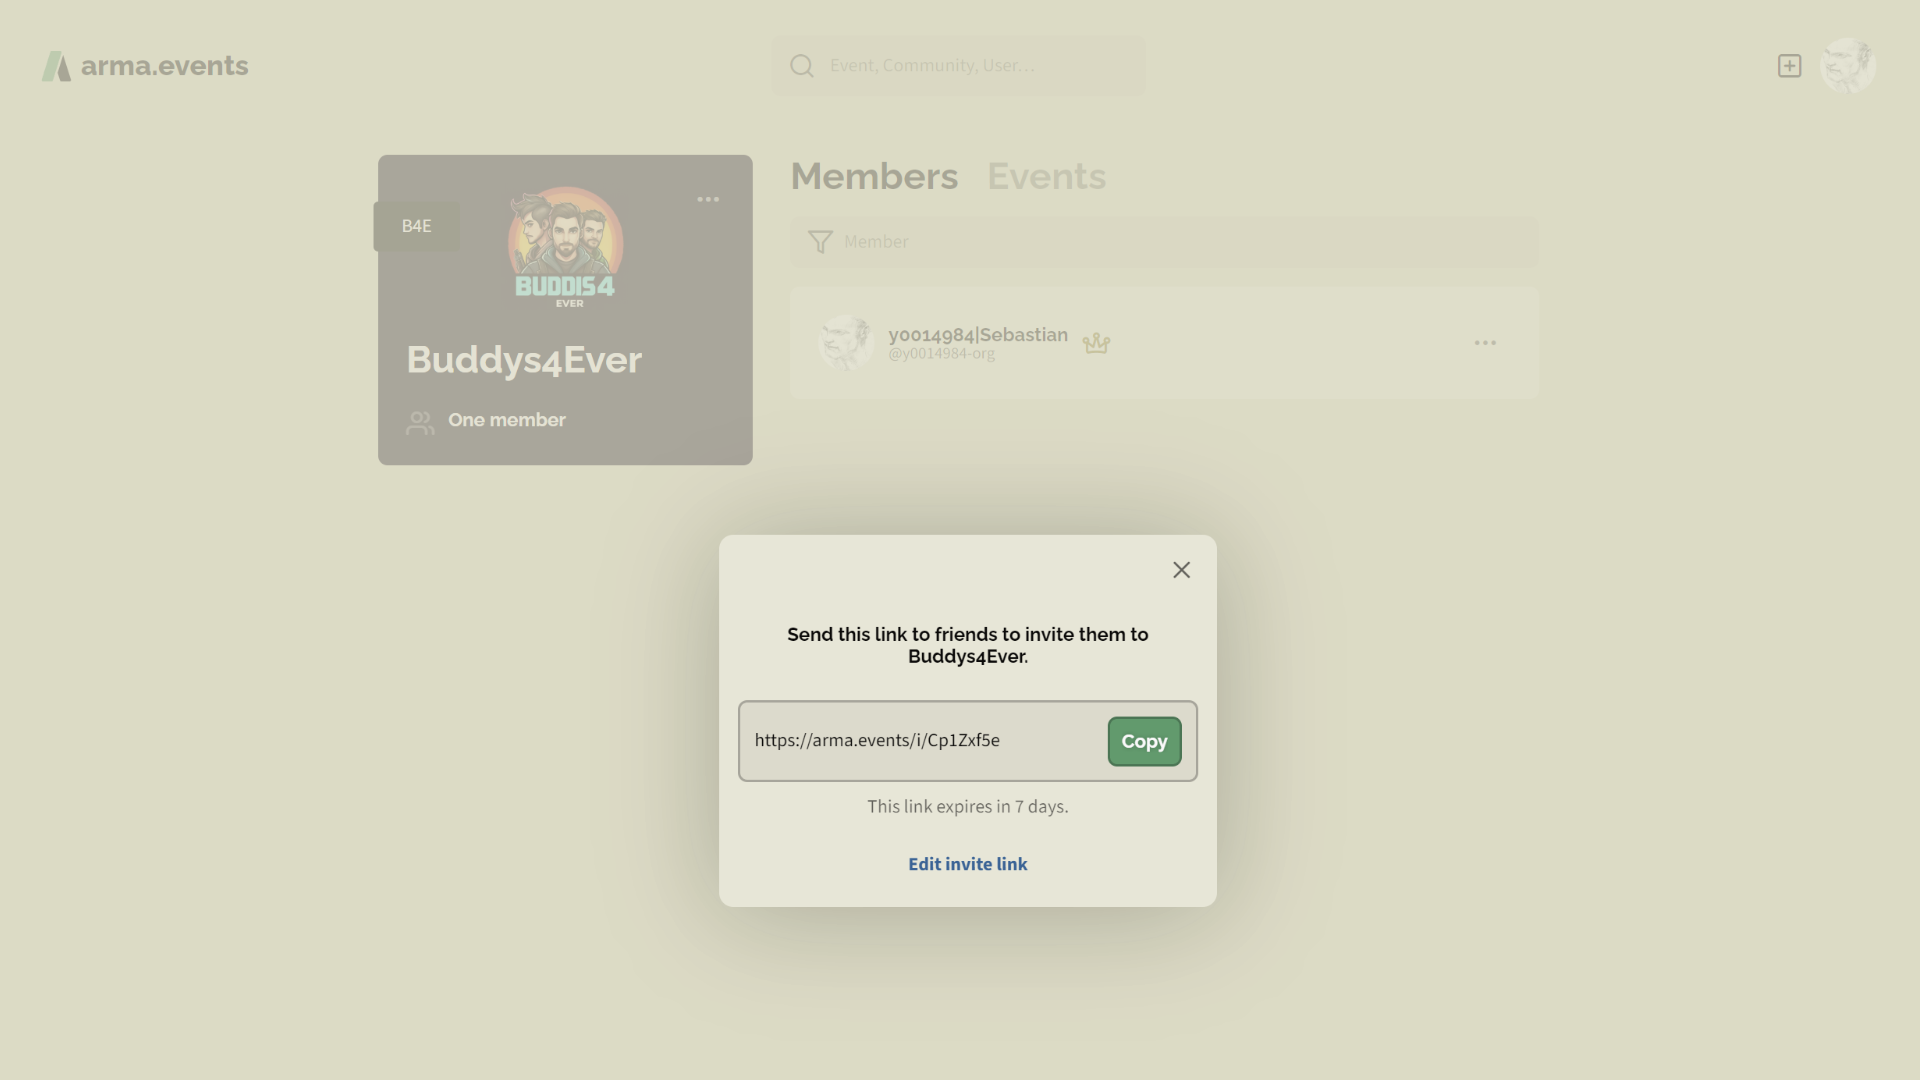 arma.events
Event, Community, User...
B4E
BUDDIS4
EVER
Buddys4Ever
One member
Members Events
Member
y0014984|Sebastian
@y0014984-org
Send this link to friends to invite them to
Buddys4Ever.
https://arma.events/i/Cp1Zxf5e
Copy
This link expires in 7 days.
Edit invite link